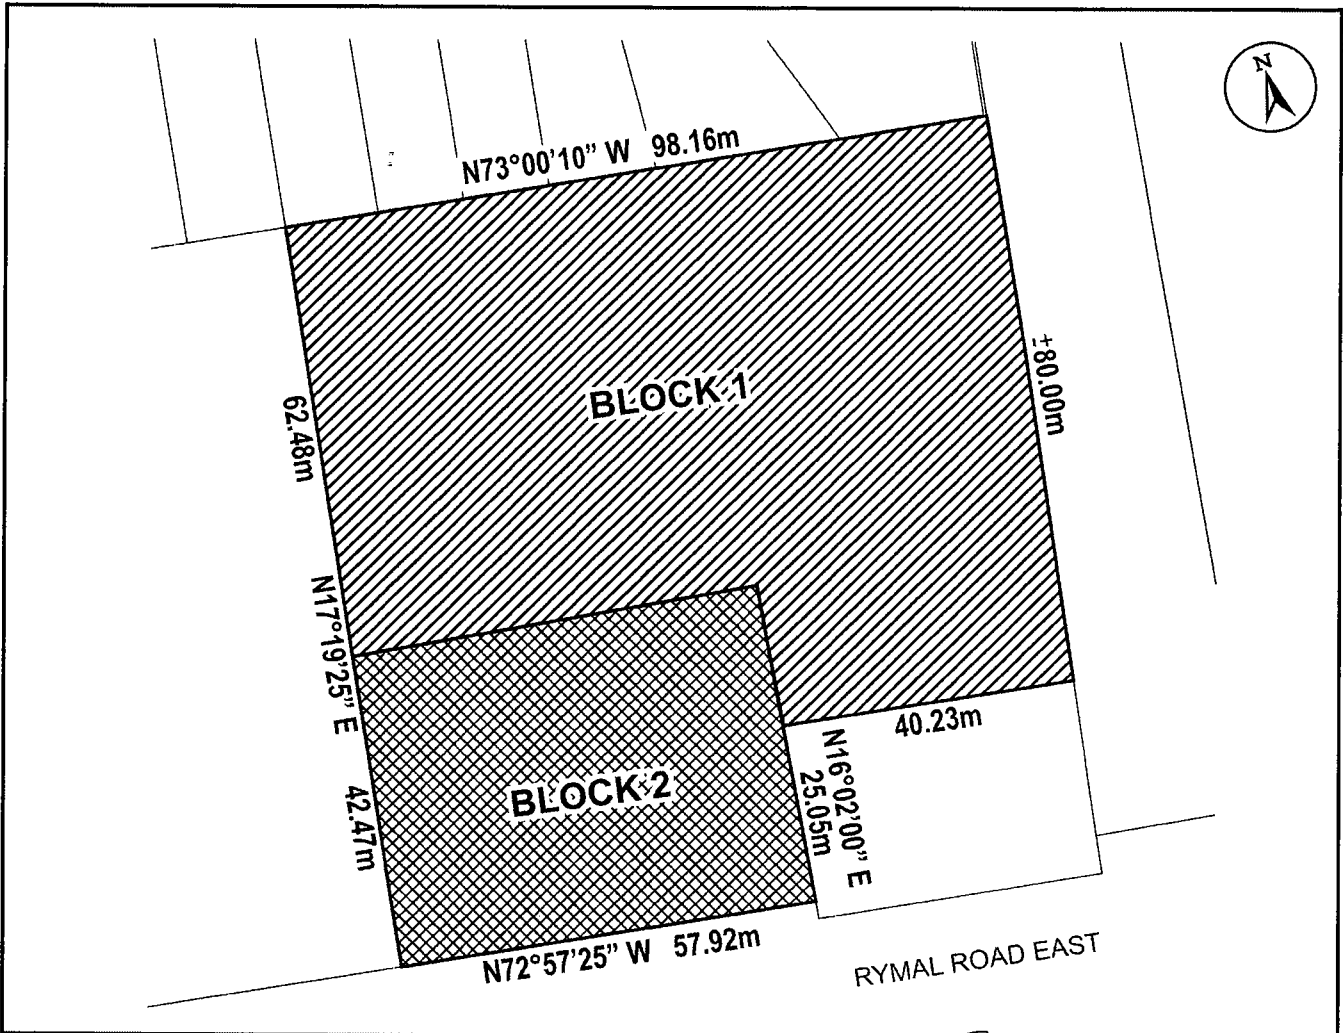 N
N73°00'10" W 98.16m
±80.00m
BLOCK 1
62.48m
N17°19'25" E
40.23m
N16°02'00" E
25.05m
BLOCK 2
42.47m
N72°57'25" W 57.92m
RYMAL ROAD EAST